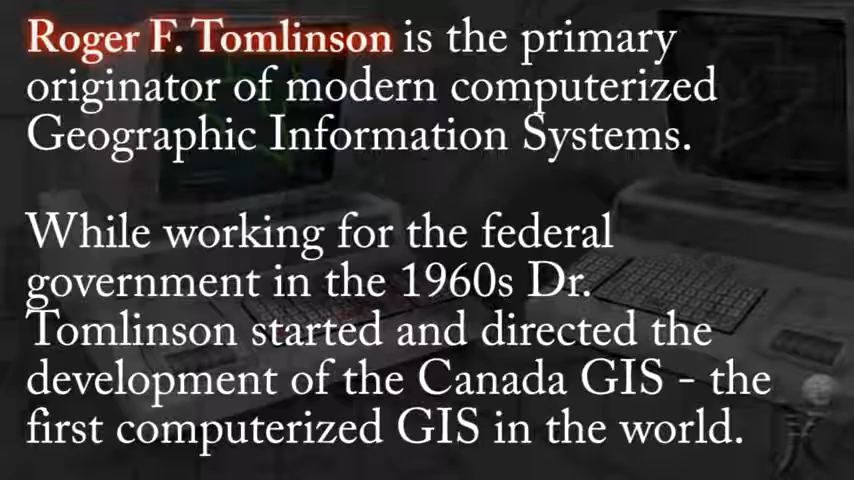 Roger F. Tomlinson is the primary
originator of modern computerized
Geographic Information Systems.
While working for the federal
government in the 1960s Dr.
Tomlinson started and directed the
development of the Canada GIS - the
first computerized GIS in the world.